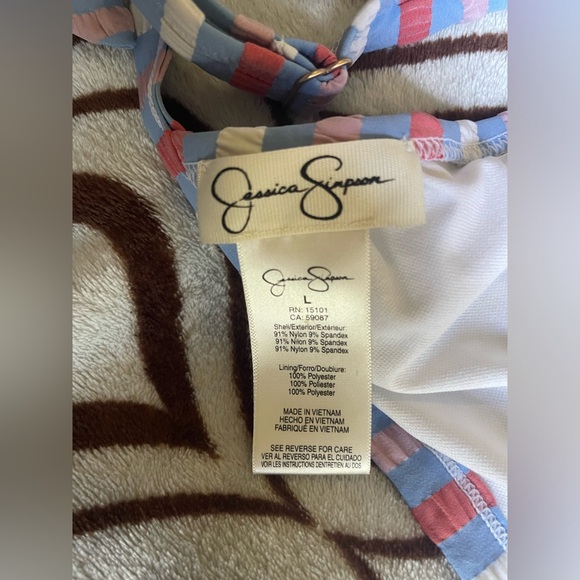 Jessica Simpson
Jessica Simpson
L
RN: 15101
CA: 59087
Shell/Exterior/Extérieur:
91% Nylon 9% Spandex
91% Nilon 9% Spandex
91% Nylon 9% Spandex
Lining/Forro/Doublure:
100% Polyester
100% Poliester
100% Polyester
MADE IN VIETNAM
HECHO EN VIETNAM
FABRIQUÉ EN VIETNAM
SEE REVERSE FOR CARE
VER AL REVERSO PARA EL CUIDADO
VOIR LES INSTRUCTIONS D'ENTRETIEN AU DOS